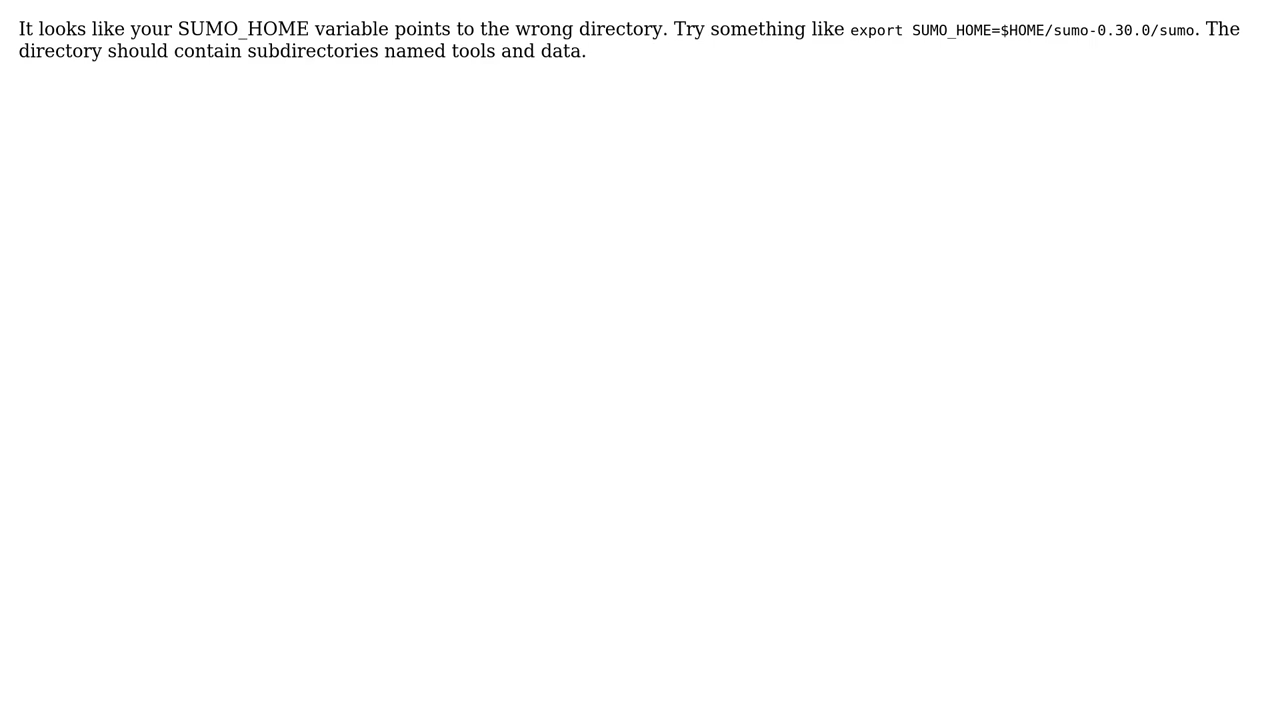 It looks like your SUMO_HOME variable points to the wrong directory. Try something like export SUMO_HOME=$HOME/sumo-0.30.0/sumo. The
directory should contain subdirectories named tools and data.